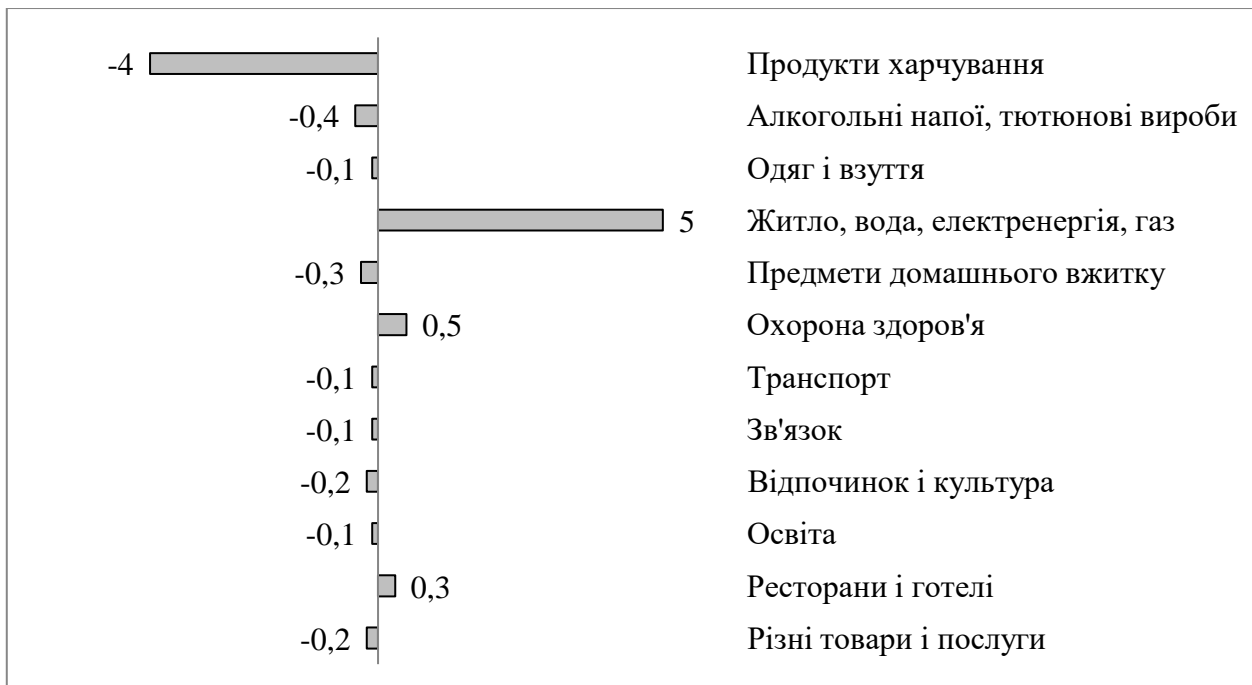 -4 Продукти харчування
-0,4 Алкогольні напої, тютюнові вироби
-0,1 Одяг і взуття
5 Житло, вода, електренергія, газ
-0,3 Предмети домашнього вжитку
0,5 Охорона здоров'я
-0,1 Транспорт
-0,1 Зв'язок
-0,2 Відпочинок і культура
-0,1 Освіта
0,3 Ресторани і готелі
-0,2 Різні товари і послуги